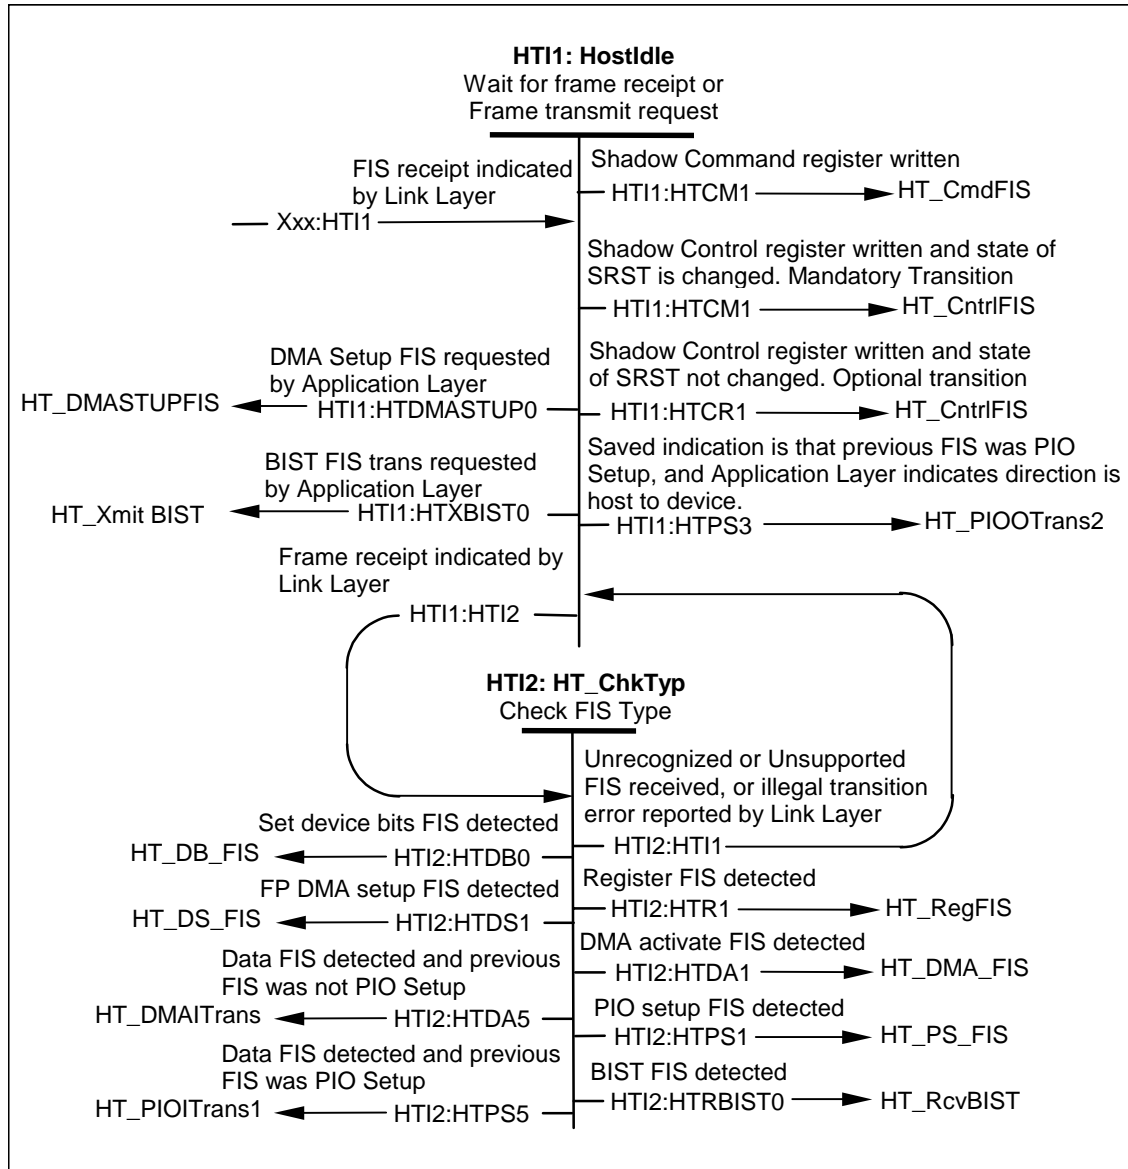 HTI1: HostIdle
Wait for frame receipt or
Frame transmit request
FIS receipt indicated
by Link Layer
Xxx:HTI1
Shadow Command register written
HTI1:HTCM1
HT_CmdFIS
Shadow Control register written and state of
SRST is changed. Mandatory Transition
HTI1:HTCM1
HT_CntrlFIS
DMA Setup FIS requested
by Application Layer
HT_DMASTUPFIS
HTI1:HTDMASTUP0
Shadow Control register written and state
of SRST not changed. Optional transition
HTI1:HTCR1
HT_CntrlFIS
BIST FIS trans requested
by Application Layer
HT_Xmit BIST
HTI1:HTXBIST0
Saved indication is that previous FIS was PIO
Setup, and Application Layer indicates direction is
host to device.
HTI1:HTPS3
HT_PIOOTrans2
Frame receipt indicated by
Link Layer
HTI1:HTI2
HTI2: HT_ChkTyp
Check FIS Type
Unrecognized or Unsupported
FIS received, or illegal transition
error reported by Link Layer
HTI2:HTI1
Set device bits FIS detected
HT_DB_FIS
HTI2:HTDB0
Register FIS detected
HTI2:HTR1
HT_RegFIS
FP DMA setup FIS detected
HT_DS_FIS
HTI2:HTDS1
DMA activate FIS detected
HTI2:HTDA1
HT_DMA_FIS
Data FIS detected and previous
FIS was not PIO Setup
HT_DMAITrans
HTI2:HTDA5
PIO setup FIS detected
HTI2:HTPS1
HT_PS_FIS
Data FIS detected and previous
FIS was PIO Setup
HT_PIOITrans1
HTI2:HTPS5
BIST FIS detected
HTI2:HTRBIST0
HT_RcvBIST